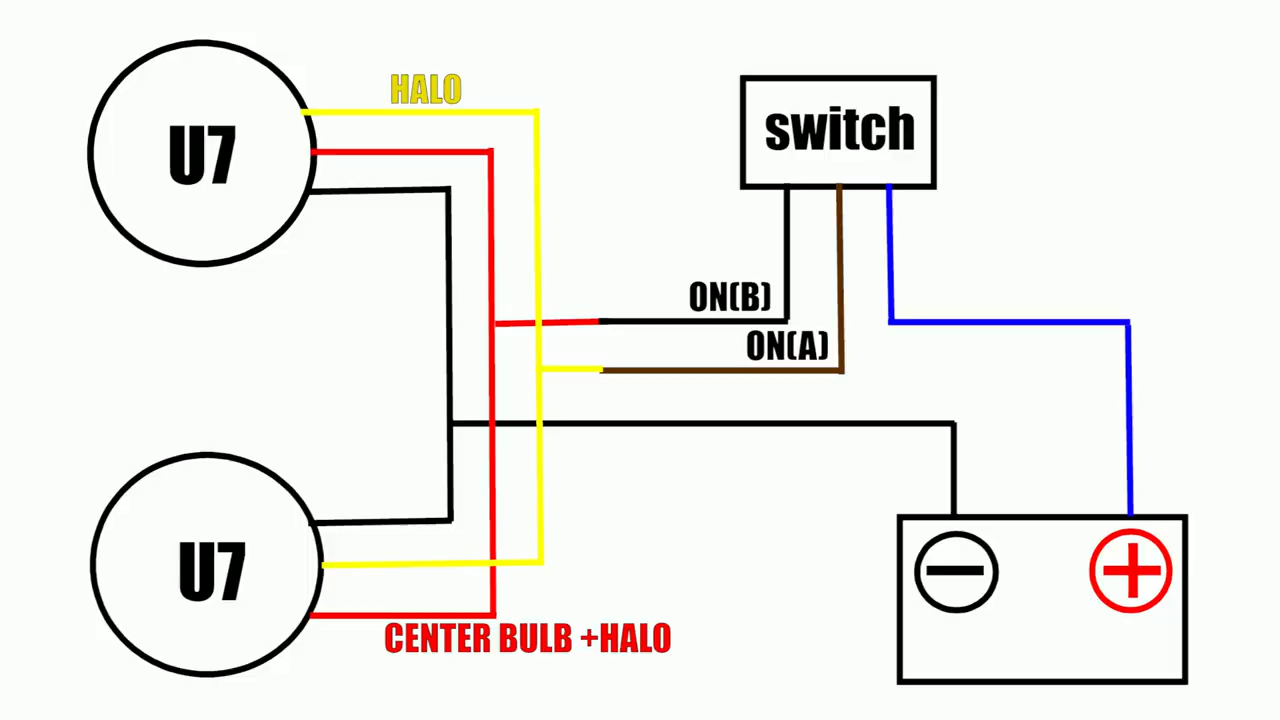 HALO
U7
switch
ON(B)
ON(A)
U7
CENTER BULB +HALO